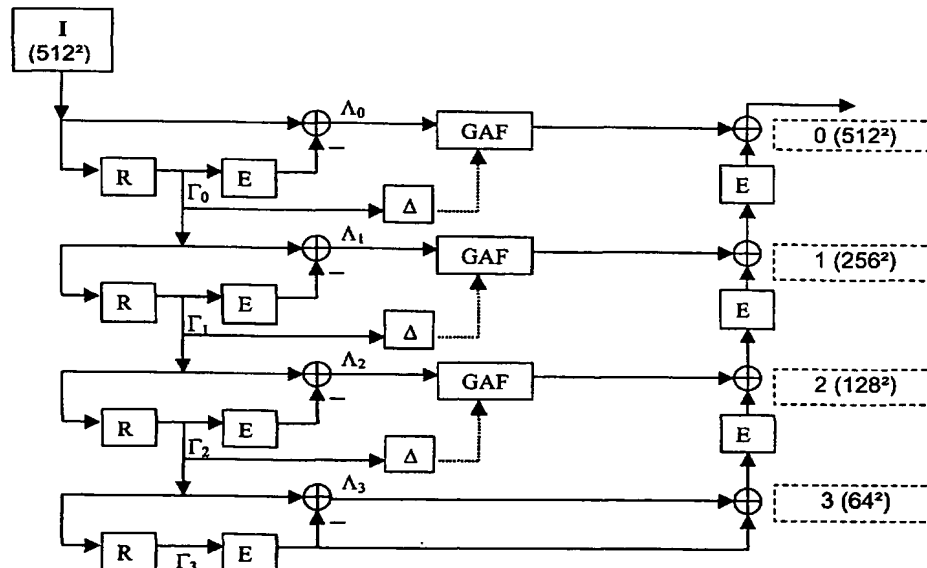 I
(512²)
Λ₀
GAF
0 (512²)
R
E
E
Γ₀
Δ
Λ₁
GAF
1 (256²)
R
E
E
Γ₁
Δ
Λ₂
GAF
2 (128²)
R
E
E
Γ₂
Δ
Λ₃
3 (64²)
R
E
Γ₃